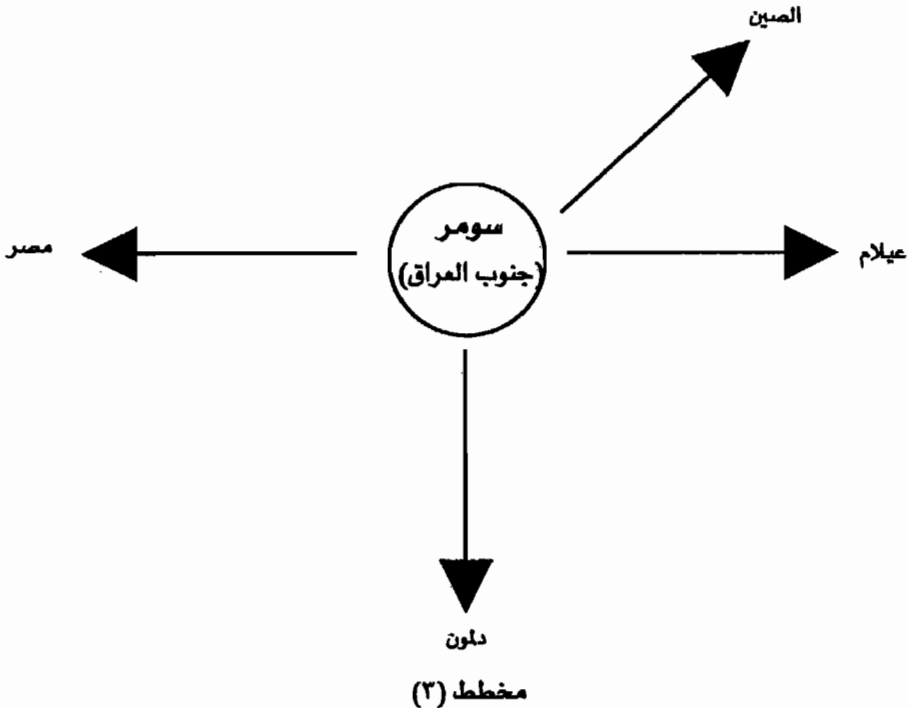 الصين
سومر
(جنوب العراق)
مصر
عيلام
دلمون
مخطط (٣)